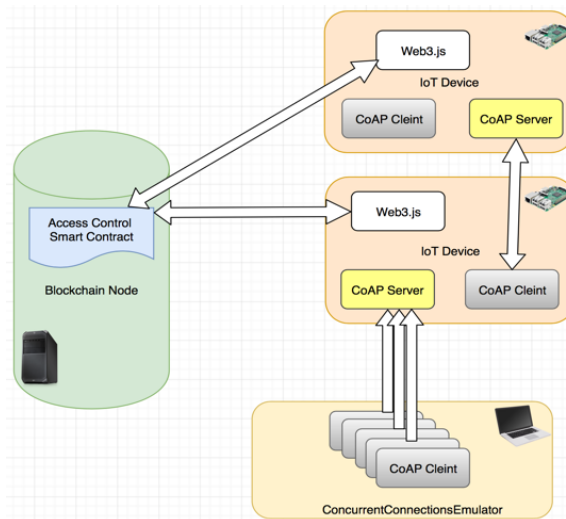 Web3.js
IoT Device
CoAP Cleint
CoAP Server
Access Control
Smart Contract
Blockchain Node
Web3.js
IoT Device
CoAP Server
CoAP Cleint
CoAP Cleint
ConcurrentConnectionsEmulator